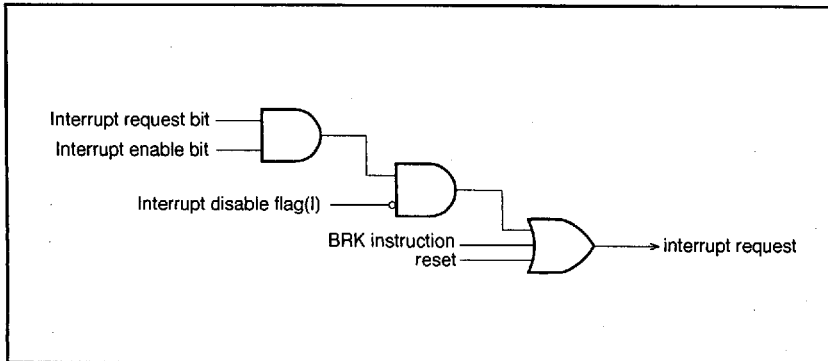 Interrupt request bit
Interrupt enable bit
Interrupt disable flag(I)
BRK instruction
reset
interrupt request